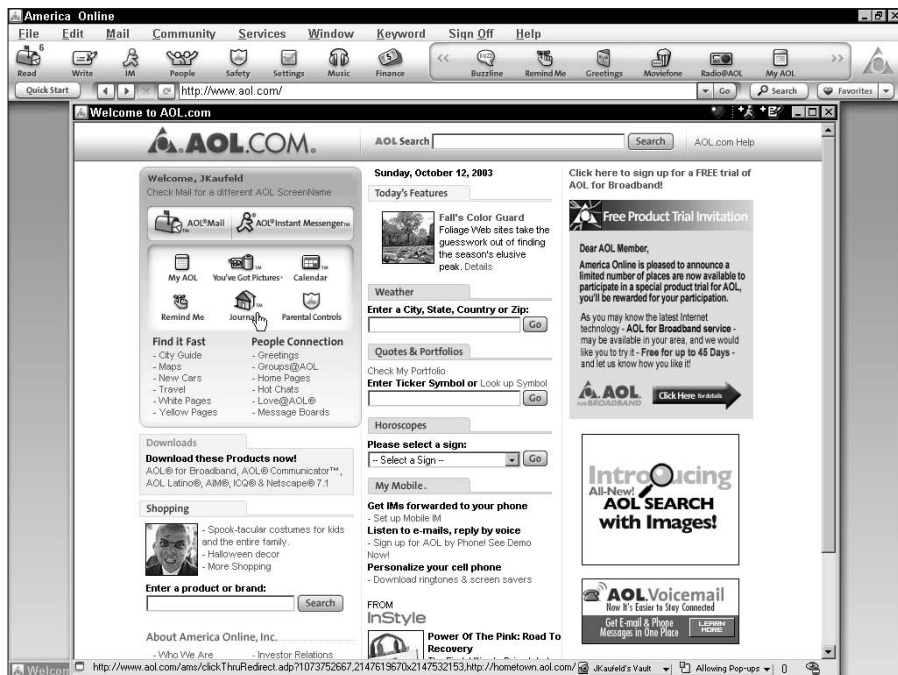 America Online
File Edit Mail Community Services Window Keyword Sign Off Help
6
Read Write IM People Safety Settings Music Finance Buzzline Remind Me Greetings Moviefone Radio@AOL My AOL
Quick Start http://www.aol.com/ Go Search Favorites
Welcome to AOL.com
AOL.COM. AOL Search Search AOL.com Help
Welcome, JKaufeld
Check Mail for a different AOL ScreenName
AOL®Mail AOL®Instant Messenger™
My AOL You've Got Pictures® Calendar
Remind Me Journals Parental Controls
Find it Fast
- City Guide
- Maps
- New Cars
- Travel
- White Pages
- Yellow Pages
People Connection
- Greetings
- Groups@AOL
- Home Pages
- Hot Chats
- Love@AOL®
- Message Boards
Downloads
Download these Products now!
AOL® for Broadband, AOL® Communicator™,
AOL Latino®, AIM®, ICQ® & Netscape® 7.1
Shopping
- Spook-tacular costumes for kids
and the entire family.
- Halloween decor
- More Shopping
Enter a product or brand:
Search
About America Online, Inc.
- Who We Are - Investor Relations
Sunday, October 12, 2003
Today's Features
Fall's Color Guard
Foliage Web sites take the
guesswork out of finding
the season's elusive
peak. Details
Weather
Enter a City, State, Country or Zip:
Go
Quotes & Portfolios
Check My Portfolio
Enter Ticker Symbol or Look up Symbol
Go
Horoscopes
Please select a sign:
-- Select a Sign -- Go
My Mobile™
Get IMs forwarded to your phone
- Set up Mobile IM
Listen to e-mails, reply by voice
- Sign up for AOL by Phone! See Demo
Now!
Personalize your cell phone
- Download ringtones & screen savers
FROM
InStyle
Power Of The Pink: Road To
Recovery
Click here to sign up for a FREE trial of
AOL for Broadband!
Free Product Trial Invitation
Dear AOL Member,
America Online is pleased to announce a
limited number of places are now available to
participate in a special product trial for AOL,
you'll be rewarded for your participation.
As you may know the latest Internet
technology - AOL for Broadband service -
may be available in your area, and we would
like you to try it - Free for up to 45 Days -
and let us know how you like it!
AOL FOR BROADBAND Click Here for details
Introducing
All-New!
AOL SEARCH
with Images!
AOL.Voicemail
Now It's Easier to Stay Connected
Get E-mail & Phone
Messages in One Place
LEARN
MORE
Welcom
http://www.aol.com/ams/clickThruRedirect.adp?1073752667,2147619670x2147532153,http://hometown.aol.com/ JKaufeld's Vault Allowing Pop-ups 0